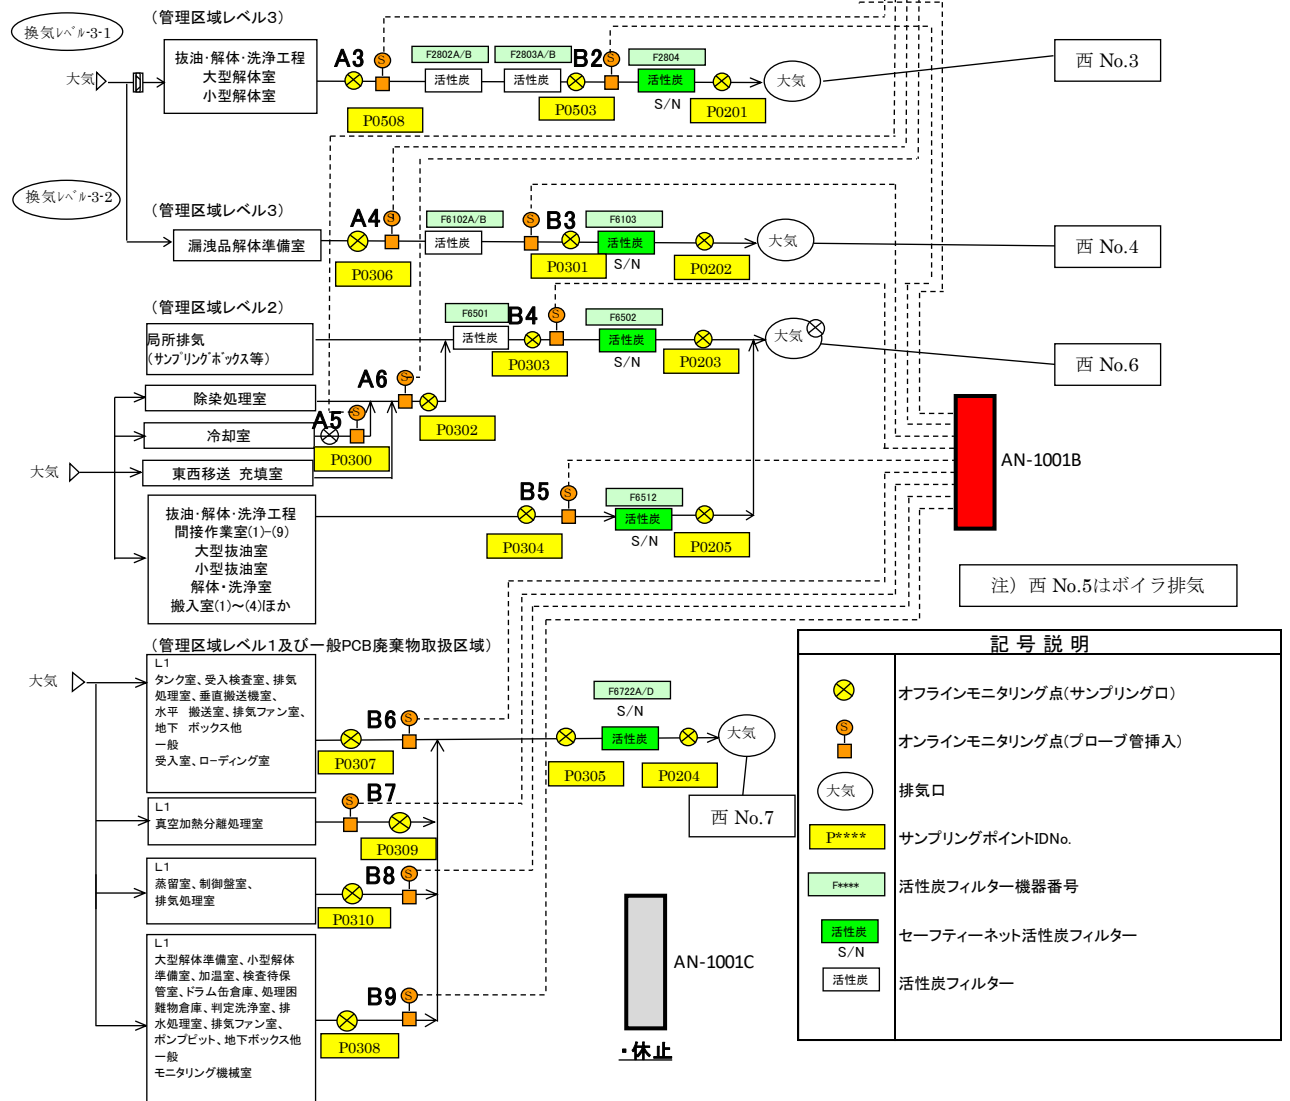 換気ﾚﾍﾞﾙ-3-1
(管理区域レベル3)
大気
抜油・解体・洗浄工程
大型解体室
小型解体室
A3
S
P0508
F2802A/B
活性炭
F2803A/B
活性炭
B2
S
P0503
F2804
活性炭
S/N
P0201
大気
西 No.3
換気ﾚﾍﾞﾙ-3-2
(管理区域レベル3)
漏洩品解体準備室
A4
S
P0306
F6102A/B
活性炭
S
B3
P0301
F6103
活性炭
S/N
P0202
大気
西 No.4
(管理区域レベル2)
局所排気
(サンプリングボックス等)
F6501
活性炭
B4
S
P0303
F6502
活性炭
S/N
P0203
大気
西 No.6
除染処理室
A6
S
P0302
冷却室
A5
S
P0300
大気
東西移送 充填室
抜油・解体・洗浄工程
間接作業室(1)-(9)
大型抜油室
小型抜油室
解体・洗浄室
搬入室(1)～(4)ほか
B5
S
P0304
F6512
活性炭
S/N
P0205
AN-1001B
注）西 No.5はボイラ排気
(管理区域レベル1及び一般PCB廃棄物取扱区域)
大気
L1
タンク室、受入検査室、排気
処理室、垂直搬送機室、
水平 搬送室、排気ファン室、
地下 ボックス他
一般
受入室、ローディング室
B6
S
P0307
P0305
F6722A/D
S/N
活性炭
P0204
大気
西 No.7
L1
真空加熱分離処理室
B7
S
P0309
L1
蒸留室、制御盤室、
排気処理室
B8
S
P0310
L1
大型解体準備室、小型解体
準備室、加温室、検査待保
管室、ドラム缶倉庫、処理困
難物倉庫、判定洗浄室、排
水処理室、排気ファン室、
ポンプピット、地下ボックス他
一般
モニタリング機械室
B9
S
P0308
AN-1001C
・休止
記号説明
オフラインモニタリング点(サンプリング口)
S
オンラインモニタリング点(プローブ管挿入)
大気
排気口
P****
サンプリングポイントIDNo.
F****
活性炭フィルター機器番号
活性炭
S/N
セーフティーネット活性炭フィルター
活性炭
活性炭フィルター